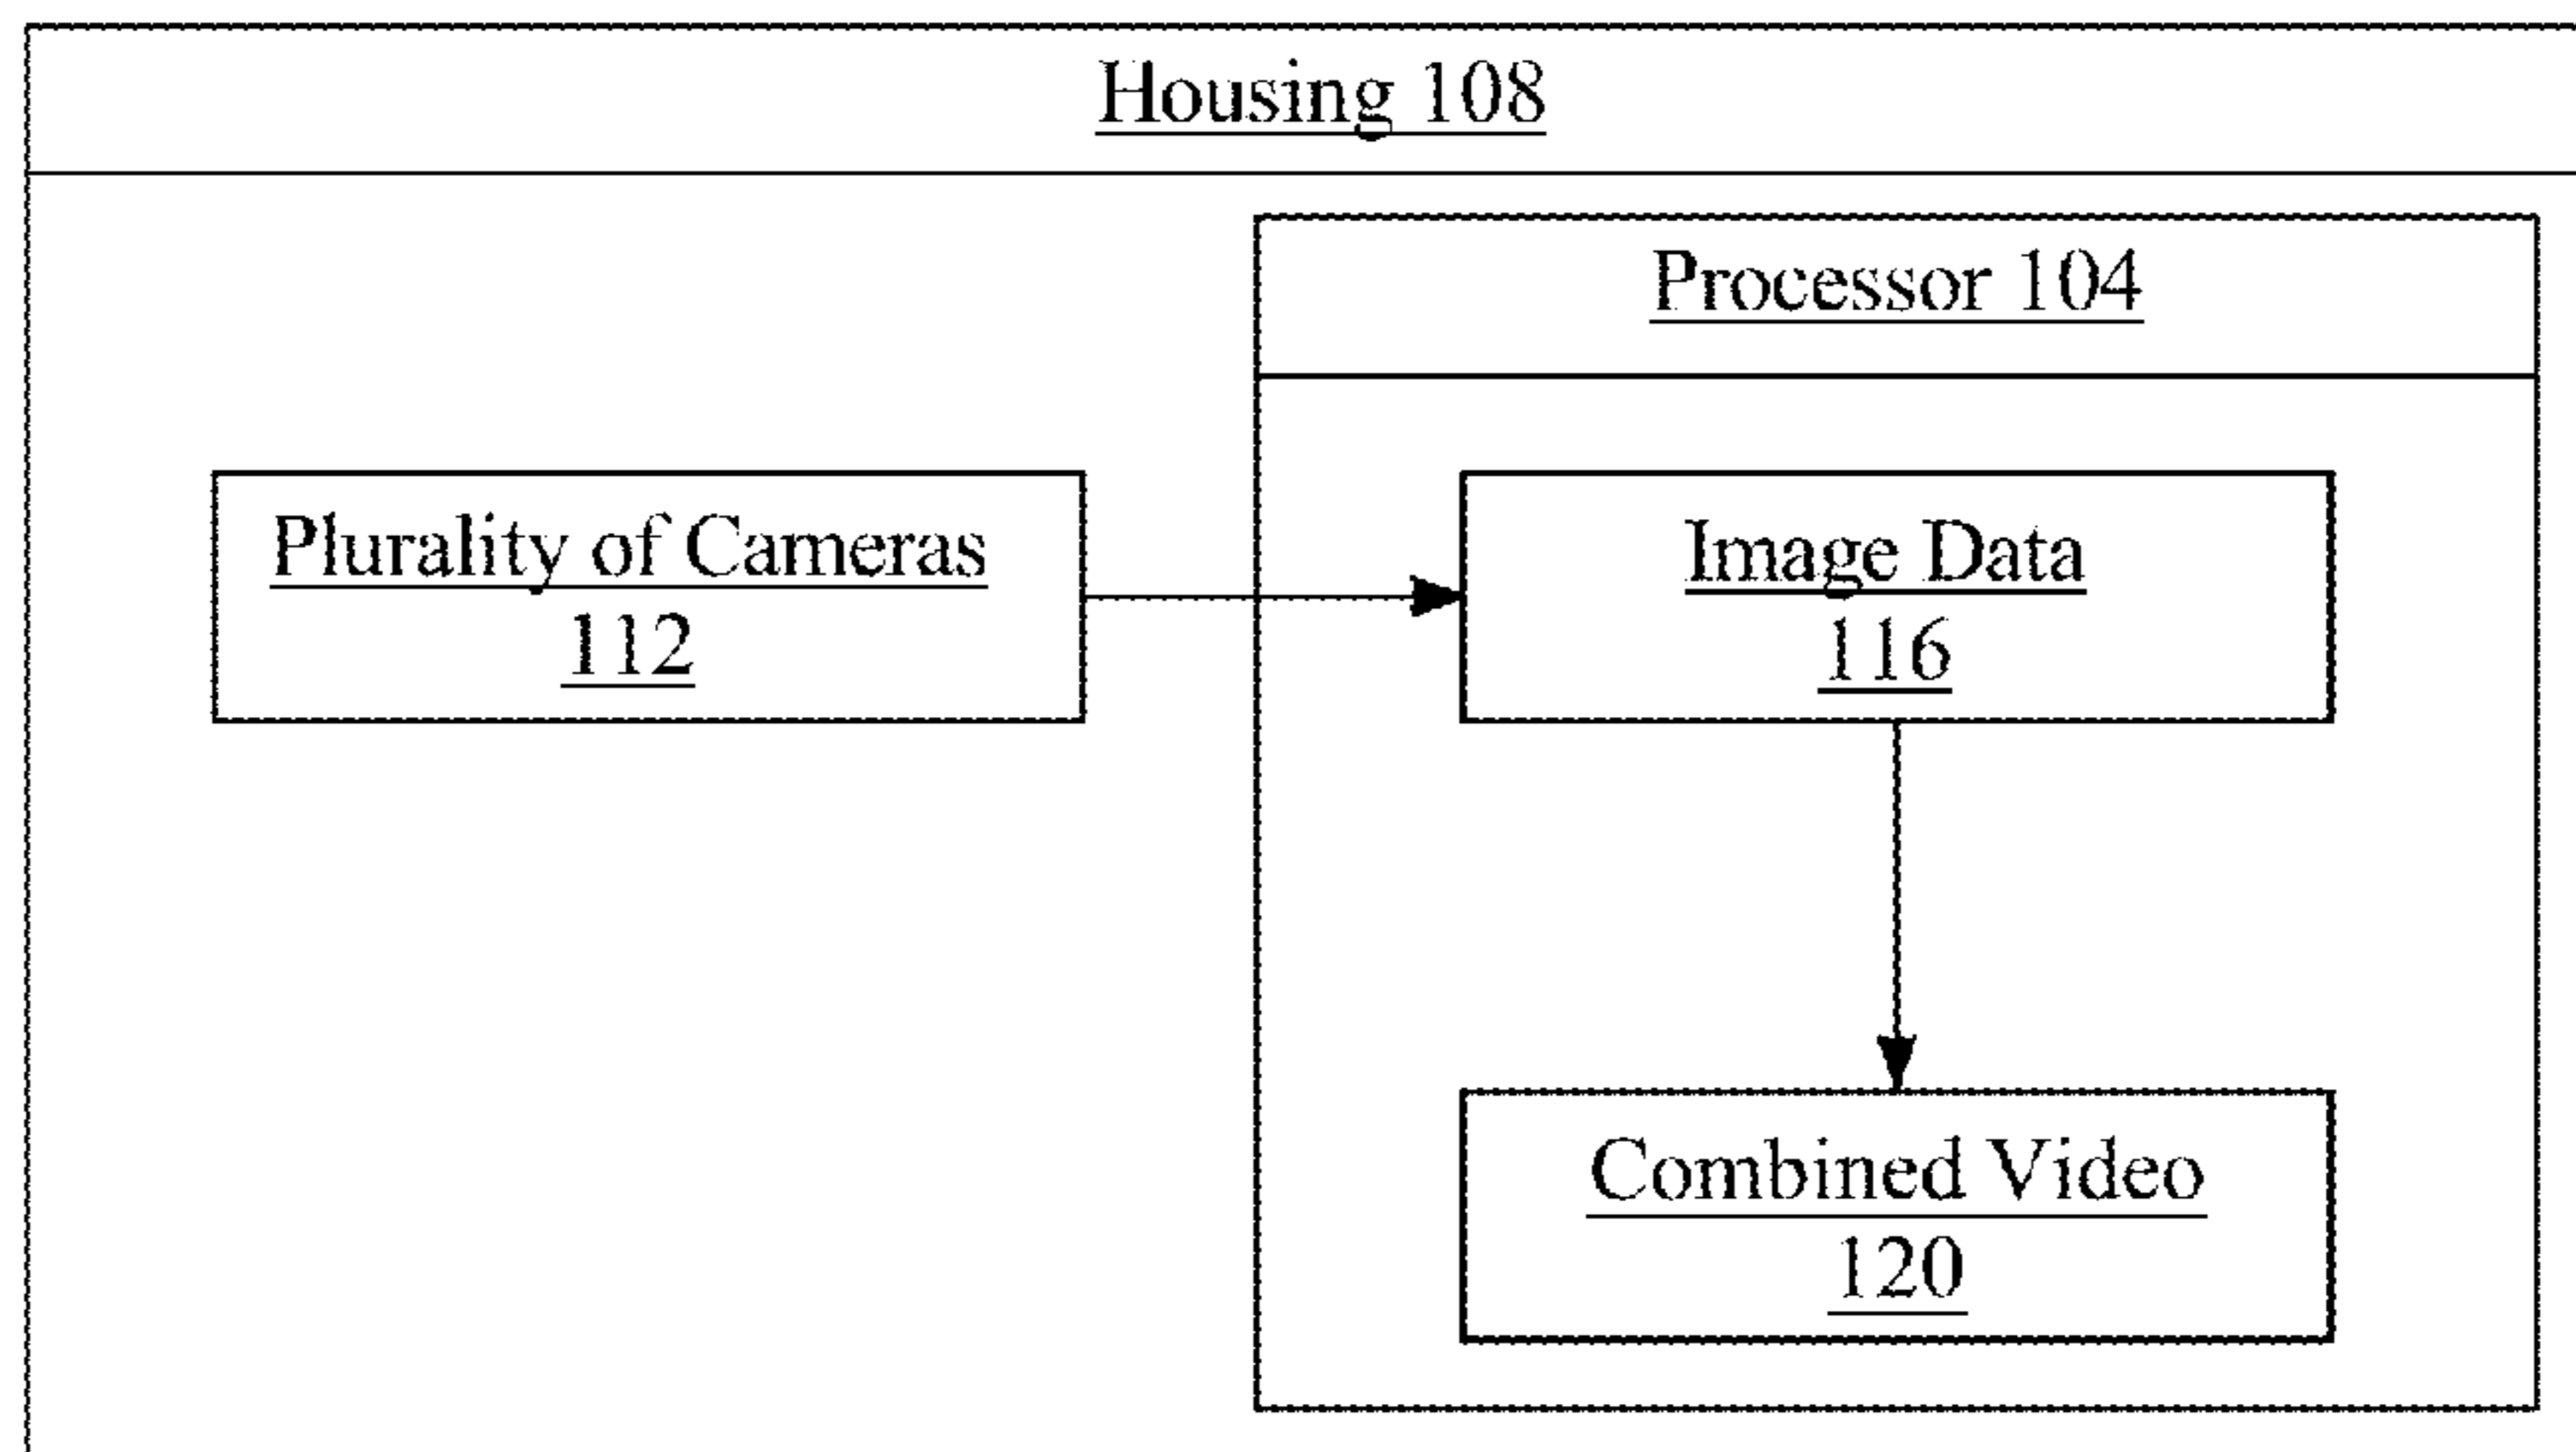 Housing 108
Processor 104
Plurality of Cameras
112
Image Data
116
Combined Video
120